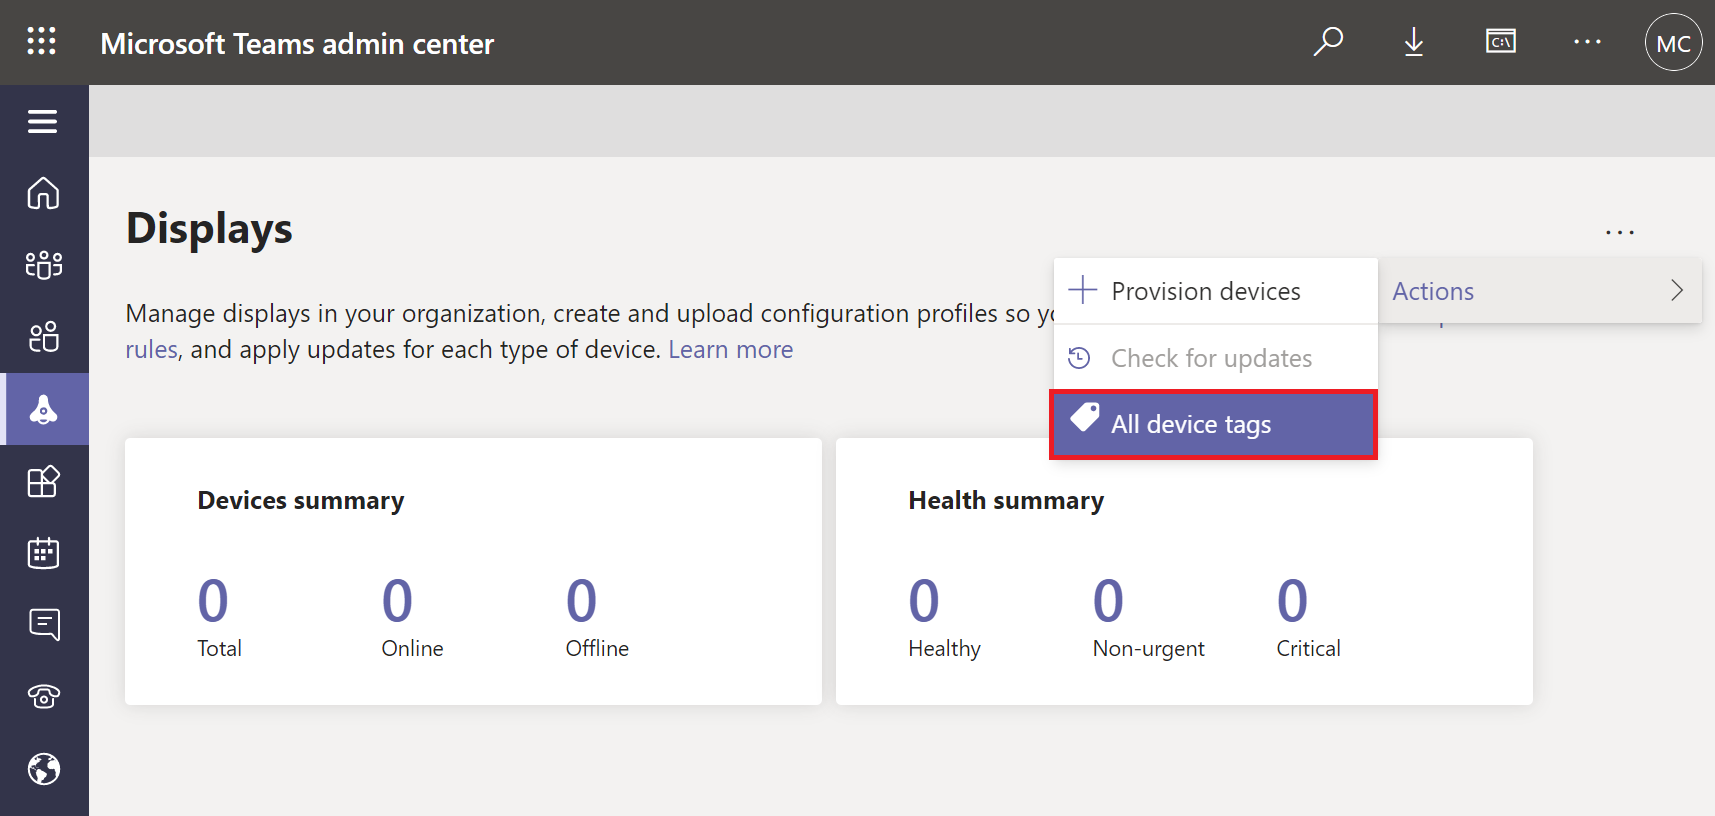 Microsoft Teams admin center
C:\
MC
Displays
Provision devices
Actions
Manage displays in your organization, create and upload configuration profiles so
rules, and apply updates for each type of device. Learn more
Check for updates
All device tags
Devices summary
Health summary
0 0 0
Total Online Offline
0 0 0
Healthy Non-urgent Critical